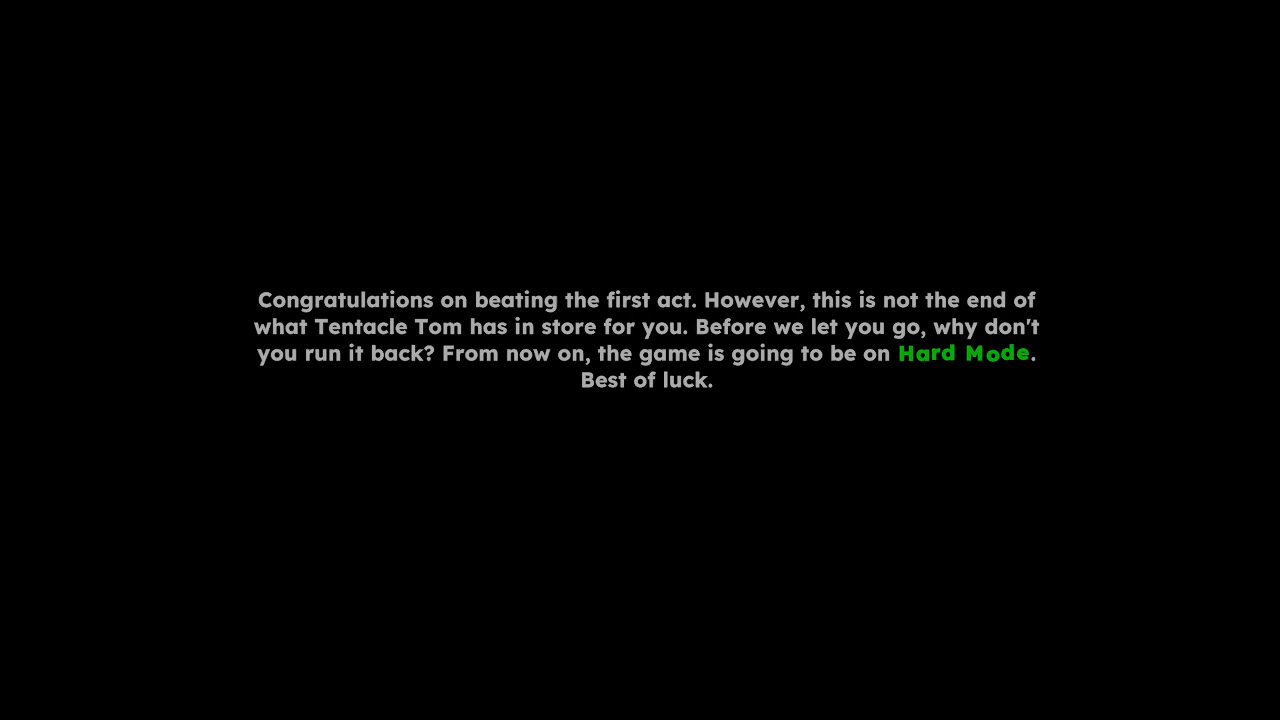 Congratulations on beating the first act. However, this is not the end of
what Tentacle Tom has in store for you. Before we let you go, why don't
you run it back? From now on, the game is going to be on Hard Mode.
Best of luck.